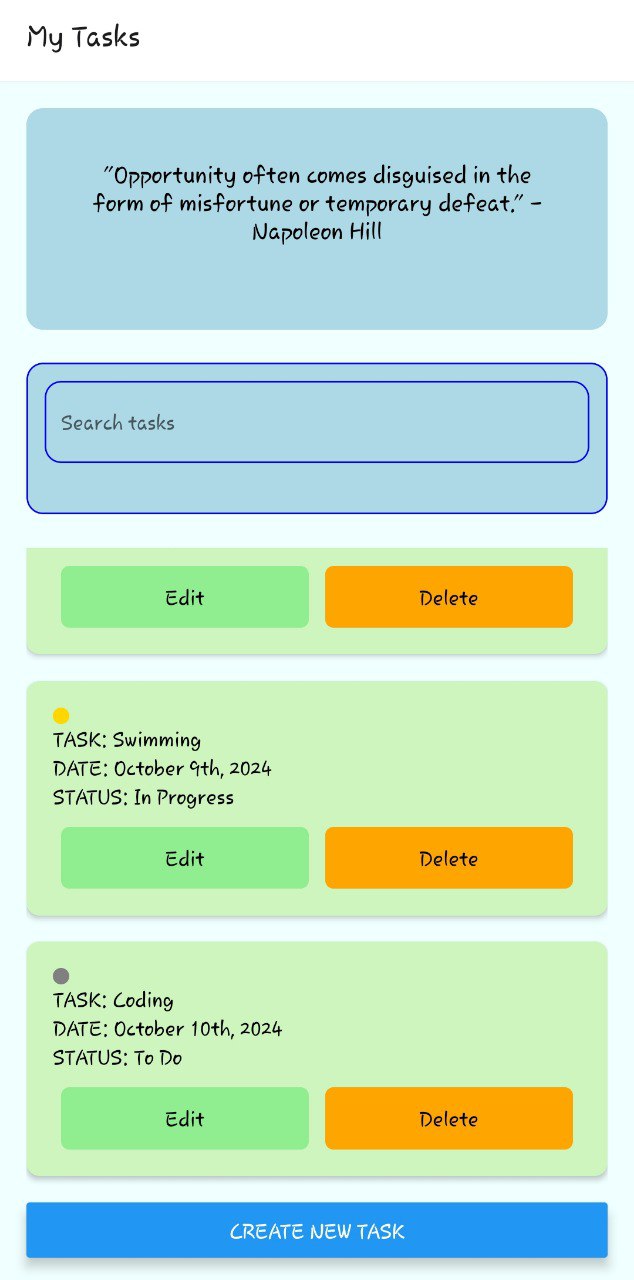 My Tasks
"Opportunity often comes disguised in the
form of misfortune or temporary defeat." -
Napoleon Hill
Search tasks
Edit Delete
TASK: Swimming
DATE: October 9th, 2024
STATUS: In Progress
Edit Delete
TASK: Coding
DATE: October 10th, 2024
STATUS: To Do
Edit Delete
CREATE NEW TASK